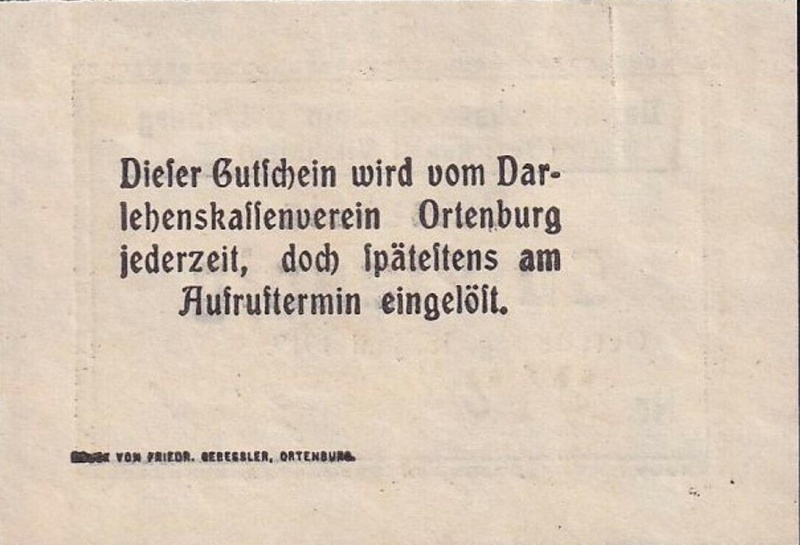 Dieſer Gutſchein wird vom Dar-
lehenskaſſenverein Ortenburg
jederzeit, doch ſpäteſtens am
Aufruftermin eingelöſt.
VON FRIEDR. GEBESSLER, ORTENBURG.